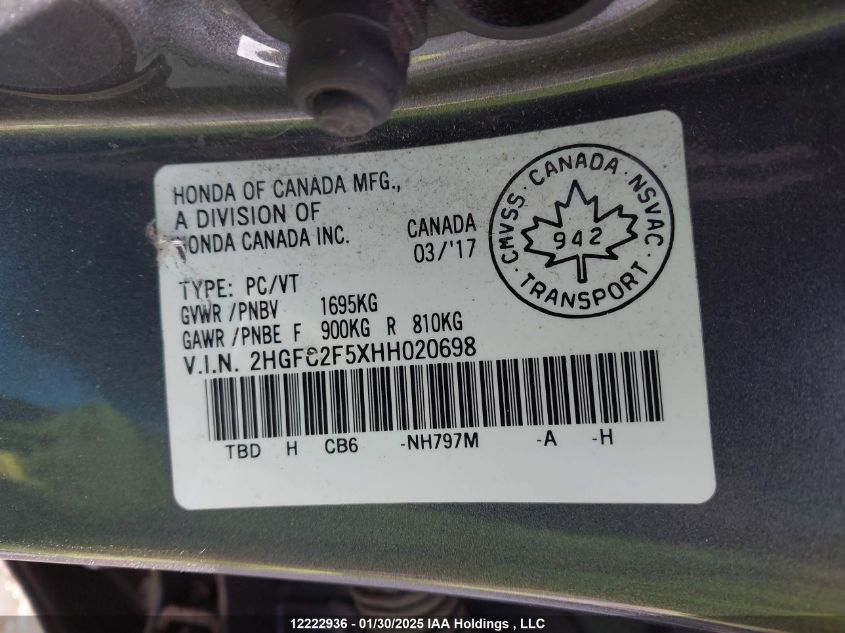 HONDA OF CANADA MFG.,
A DIVISION OF
HONDA CANADA INC.
CANADA
03/'17
CMVSS · CANADA · NSVAC
942
TRANSPORT
TYPE: PC/VT
GVWR /PNBV 1695KG
GAWR /PNBE F 900KG R 810KG
V.I.N. 2HGFC2F5XHH020698
TBD H CB6 -NH797M -A -H
12222936 - 01/30/2025 IAA Holdings , LLC